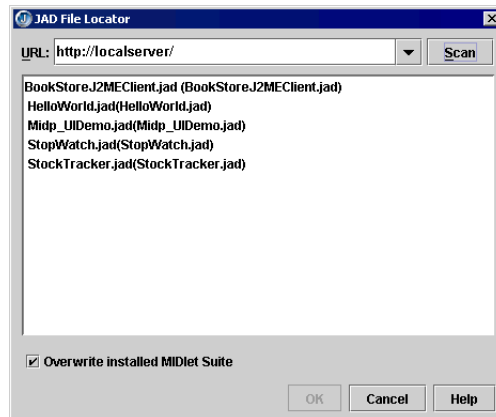 JAD File Locator
URL: http://localserver/ Scan
BookStoreJ2MEClient.jad (BookStoreJ2MEClient.jad)
HelloWorld.jad(HelloWorld.jad)
Midp_UIDemo.jad(Midp_UIDemo.jad)
StopWatch.jad(StopWatch.jad)
StockTracker.jad(StockTracker.jad)
Overwrite installed MIDlet Suite
OK Cancel Help